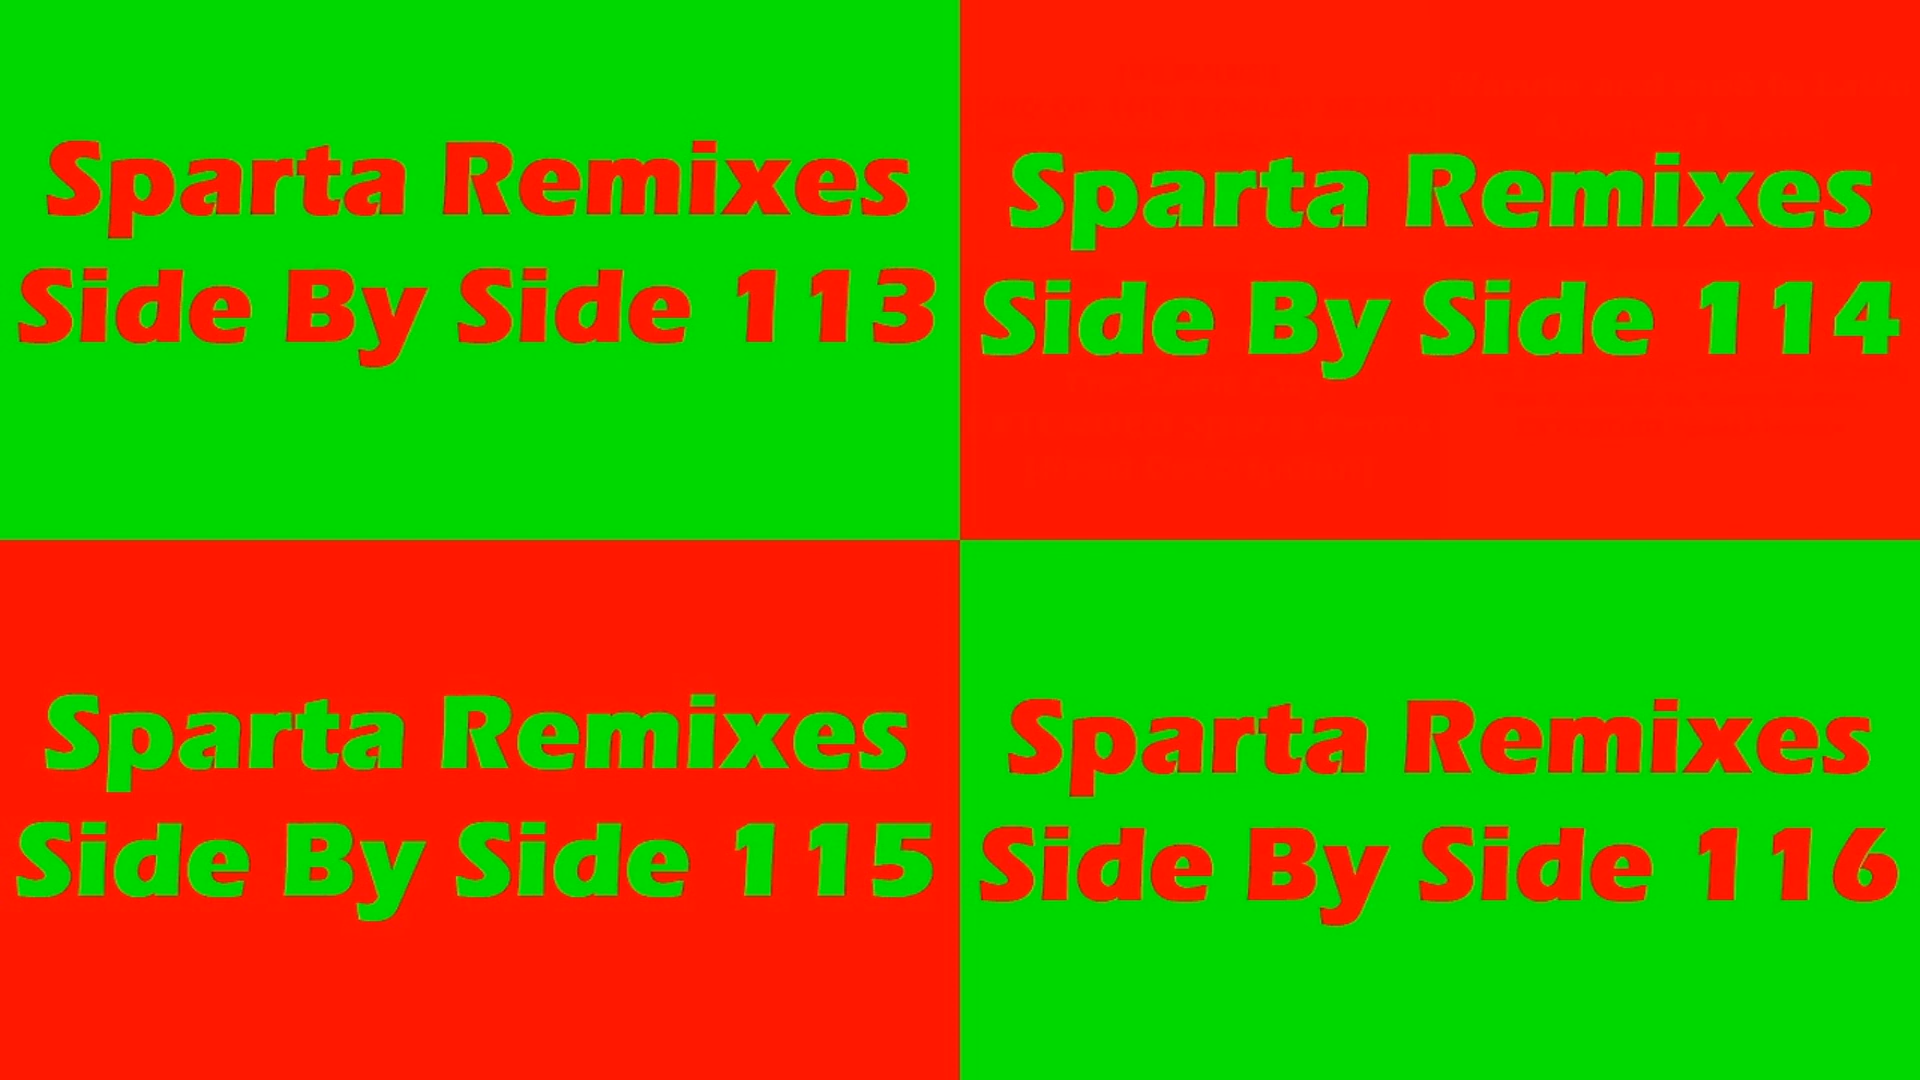 Sparta Remixes
Side By Side 113
Sparta Remixes
Side By Side 114
Sparta Remixes
Side By Side 115
Sparta Remixes
Side By Side 116